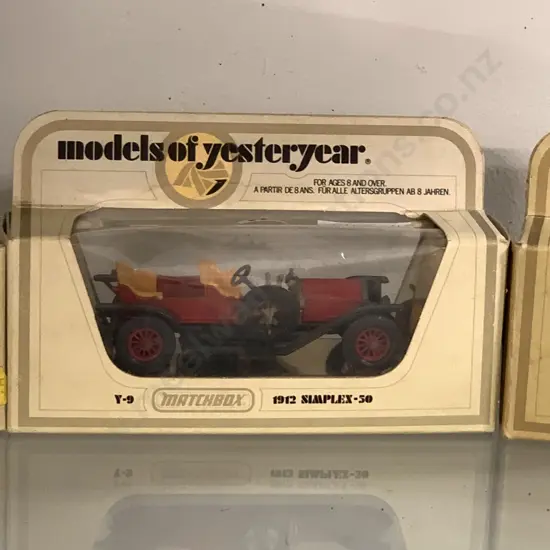 models of yesteryear.
FOR AGES 8 AND OVER.
A PARTIR DE 8 ANS. FÜR ALLE ALTERSGRUPPEN AB 8 JAHREN.
Y-9 MATCHBOX 1912 SIMPLEX-50